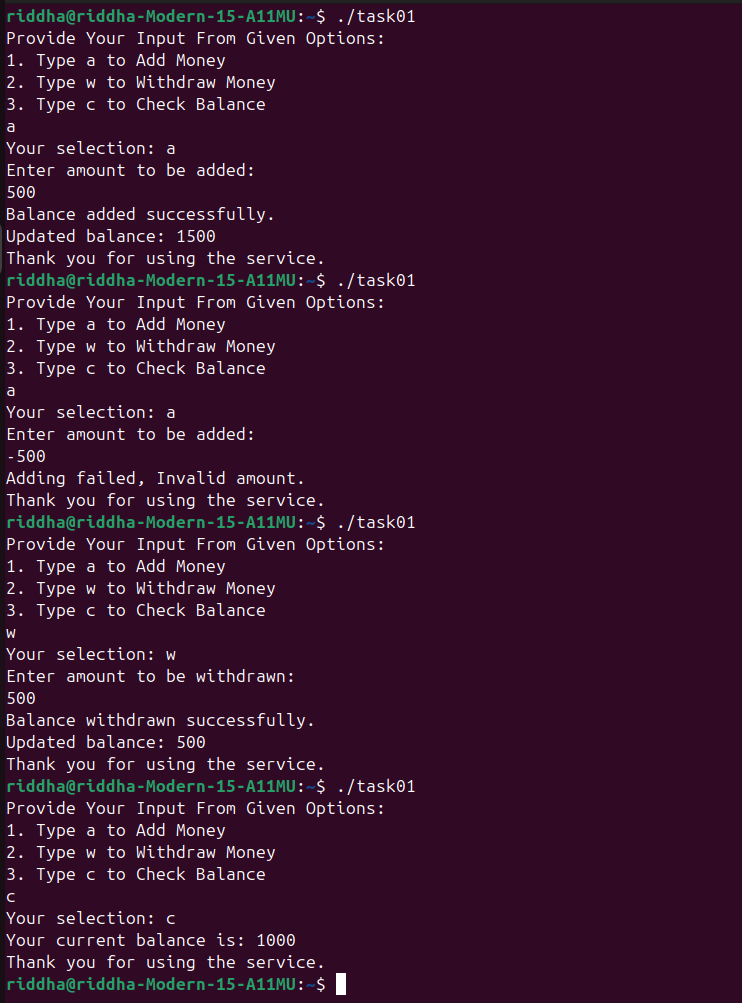 riddha@riddha-Modern-15-A11MU:~$ ./task01
Provide Your Input From Given Options:
1. Type a to Add Money
2. Type w to Withdraw Money
3. Type c to Check Balance
a
Your selection: a
Enter amount to be added:
500
Balance added successfully.
Updated balance: 1500
Thank you for using the service.
riddha@riddha-Modern-15-A11MU:~$ ./task01
Provide Your Input From Given Options:
1. Type a to Add Money
2. Type w to Withdraw Money
3. Type c to Check Balance
a
Your selection: a
Enter amount to be added:
-500
Adding failed, Invalid amount.
Thank you for using the service.
riddha@riddha-Modern-15-A11MU:~$ ./task01
Provide Your Input From Given Options:
1. Type a to Add Money
2. Type w to Withdraw Money
3. Type c to Check Balance
w
Your selection: w
Enter amount to be withdrawn:
500
Balance withdrawn successfully.
Updated balance: 500
Thank you for using the service.
riddha@riddha-Modern-15-A11MU:~$ ./task01
Provide Your Input From Given Options:
1. Type a to Add Money
2. Type w to Withdraw Money
3. Type c to Check Balance
c
Your selection: c
Your current balance is: 1000
Thank you for using the service.
riddha@riddha-Modern-15-A11MU:~$